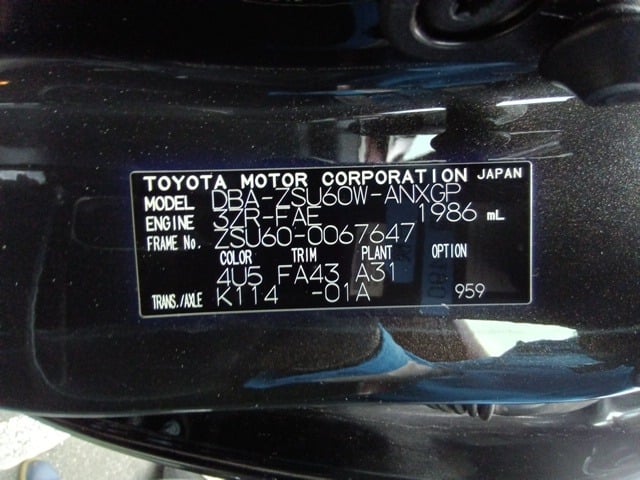 TOYOTA MOTOR CORPORATION JAPAN
MODEL DBA-ZSU60W-ANXGP
ENGINE 3ZR-FAE 1986 mL
FRAME No. ZSU60-0067647
COLOR TRIM PLANT OPTION
4U5 FA43 A31
TRANS./AXLE K114 -01A 959